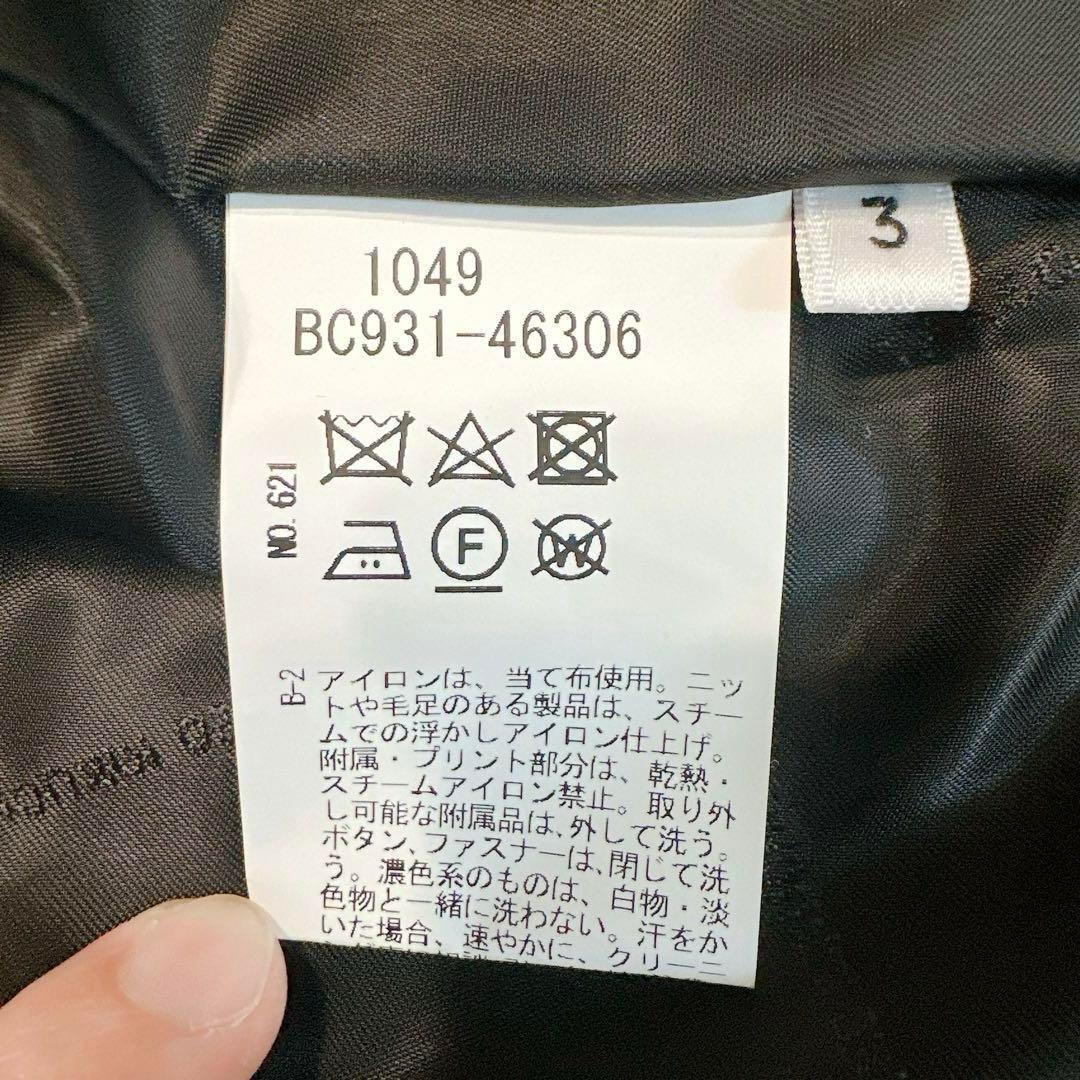 3
1049
BC931-46306
NO. 621
F
W
B-2
アイロンは、当て布使用。ニッ
トや毛足のある製品は、スチー
ムでの浮かしアイロン仕上げ。
附属・プリント部分は、乾熱・
スチームアイロン禁止。取り外
し可能な附属品は、外して洗う。
ボタン、ファスナーは、閉じて洗
う。濃色系のものは、白物・淡
色物と一緒に洗わない。汗をか
いた場合、速やかに、クリーニ